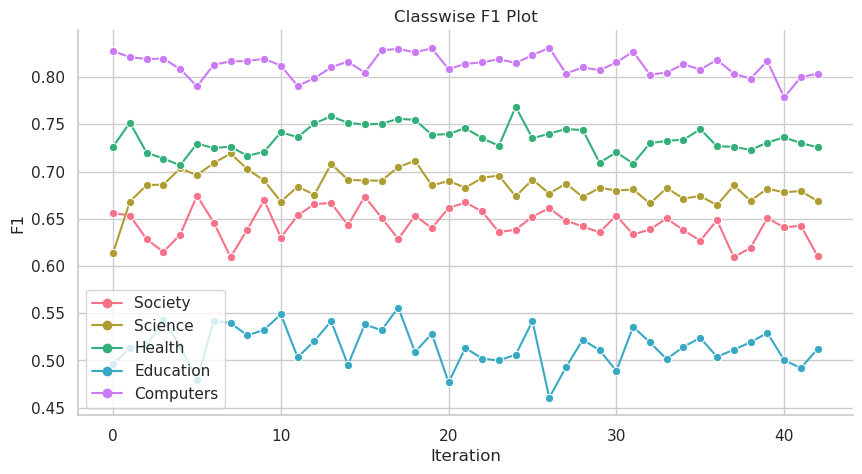 Classwise F1 Plot
F1
0.80
0.75
0.70
0.65
0.60
0.55
0.50
0.45
Society
Science
Health
Education
Computers
0 10 20 30 40
Iteration